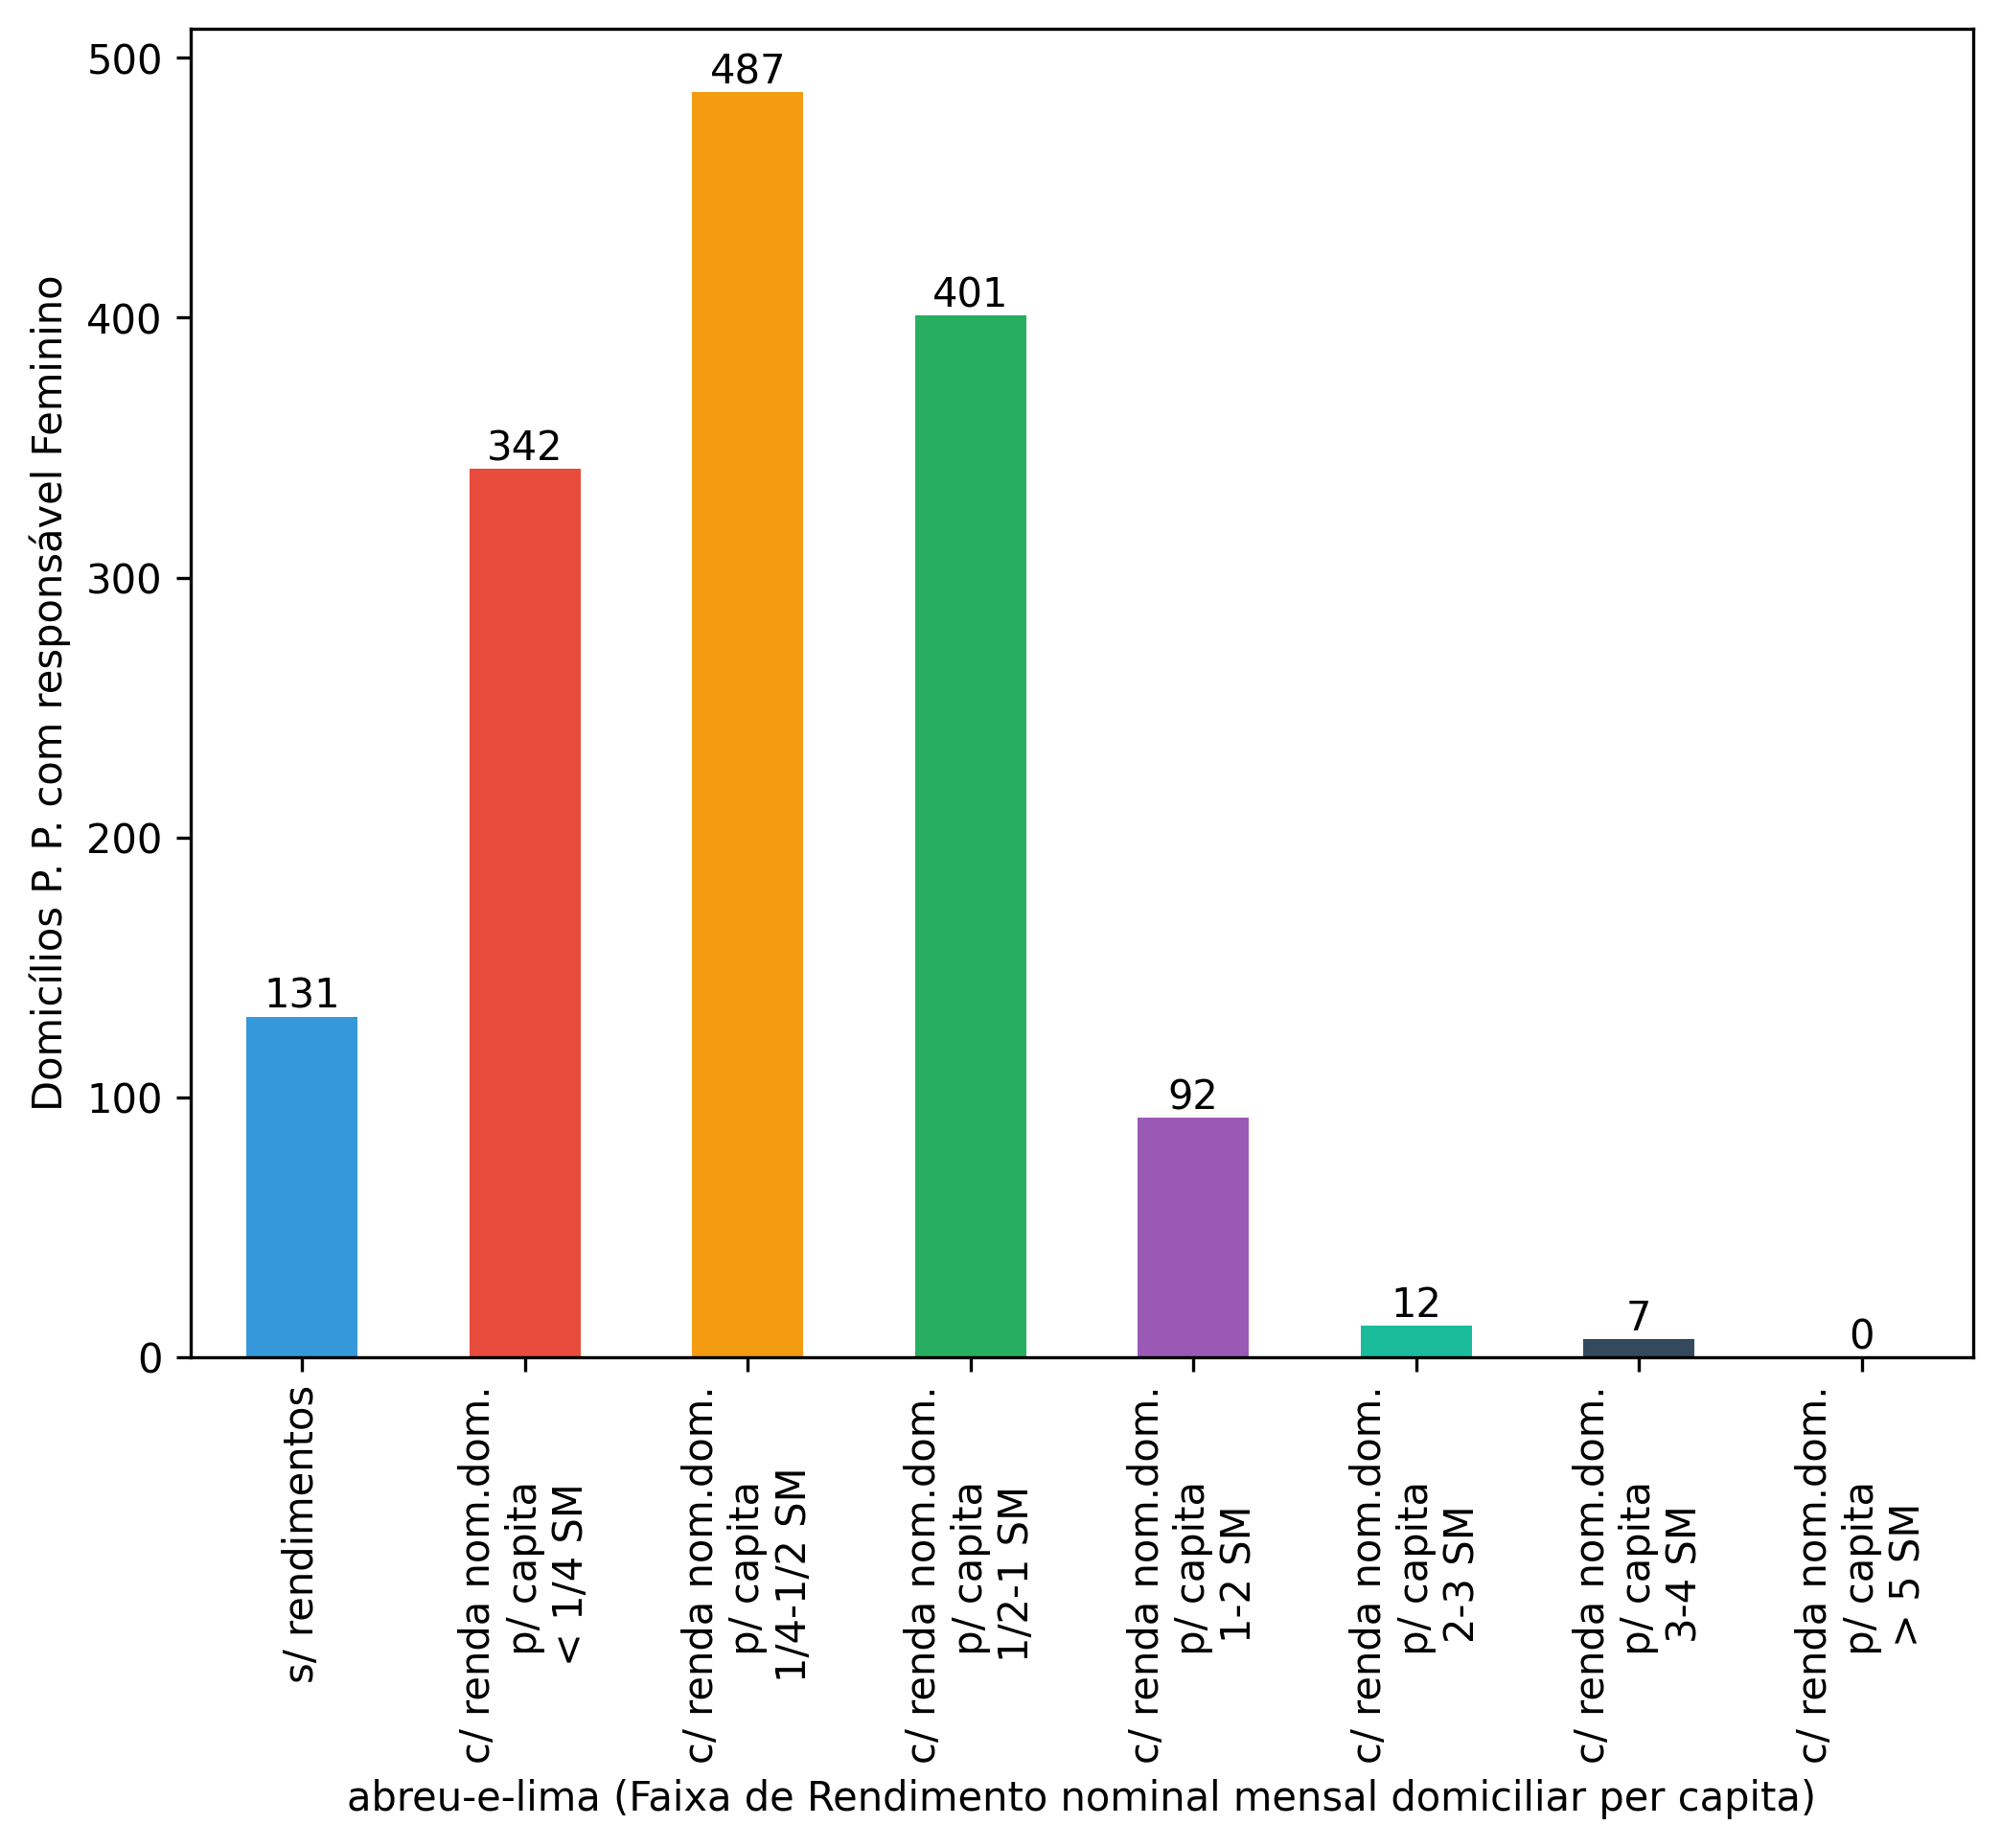 Domicílios P. P. com responsável Feminino
500
400
300
200
100
0
131
342
487
401
92
12
7
0
s/ rendimentos
c/ renda nom.dom.
p/ capita
< 1/4 SM
c/ renda nom.dom.
p/ capita
1/4-1/2 SM
c/ renda nom.dom.
p/ capita
1/2-1 SM
c/ renda nom.dom.
p/ capita
1-2 SM
c/ renda nom.dom.
p/ capita
2-3 SM
c/ renda nom.dom.
p/ capita
3-4 SM
c/ renda nom.dom.
p/ capita
> 5 SM
abreu-e-lima (Faixa de Rendimento nominal mensal domiciliar per capita)